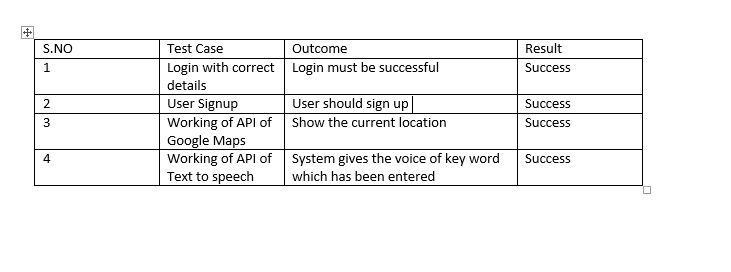 S.NO Test Case Outcome Result
1 Login with correct Login must be successful Success
details
2 User Signup User should sign up Success
3 Working of API of Show the current location Success
Google Maps
4 Working of API of System gives the voice of key word Success
Text to speech which has been entered